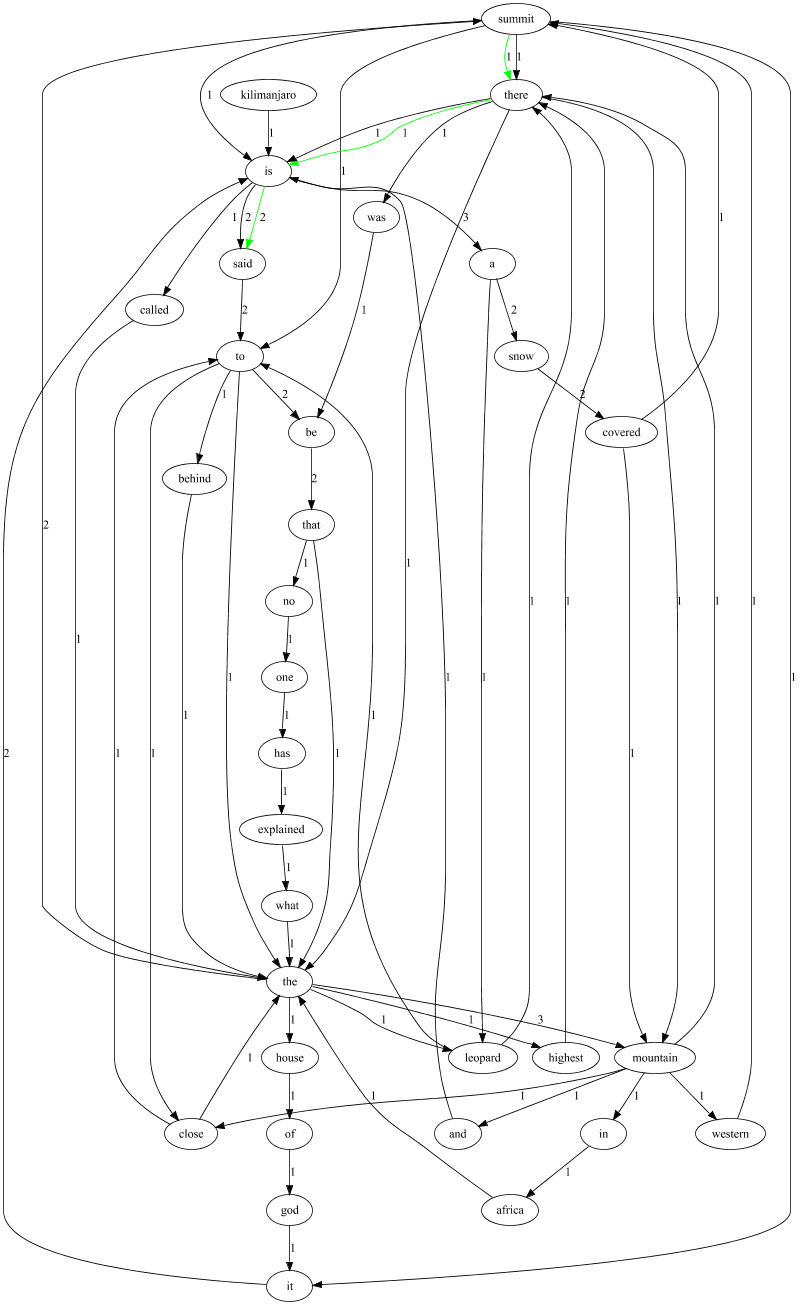 summit
1 1
kilimanjaro there
1 1 1 1 1
is
was
1 1 3 1
1 2 2
said a
called
2 1 2
to snow
1 2 2
be covered
behind
2
that
2
1
no
1 1 1 1 1
1
one
1 1 1 1 1
1
has
2 1 1 1 1
1
explained
1
what
1
the
1 1 1 3
house leopard highest mountain
1 1 1 1 1 1 1
close of and in western
1 1
god africa
1
it